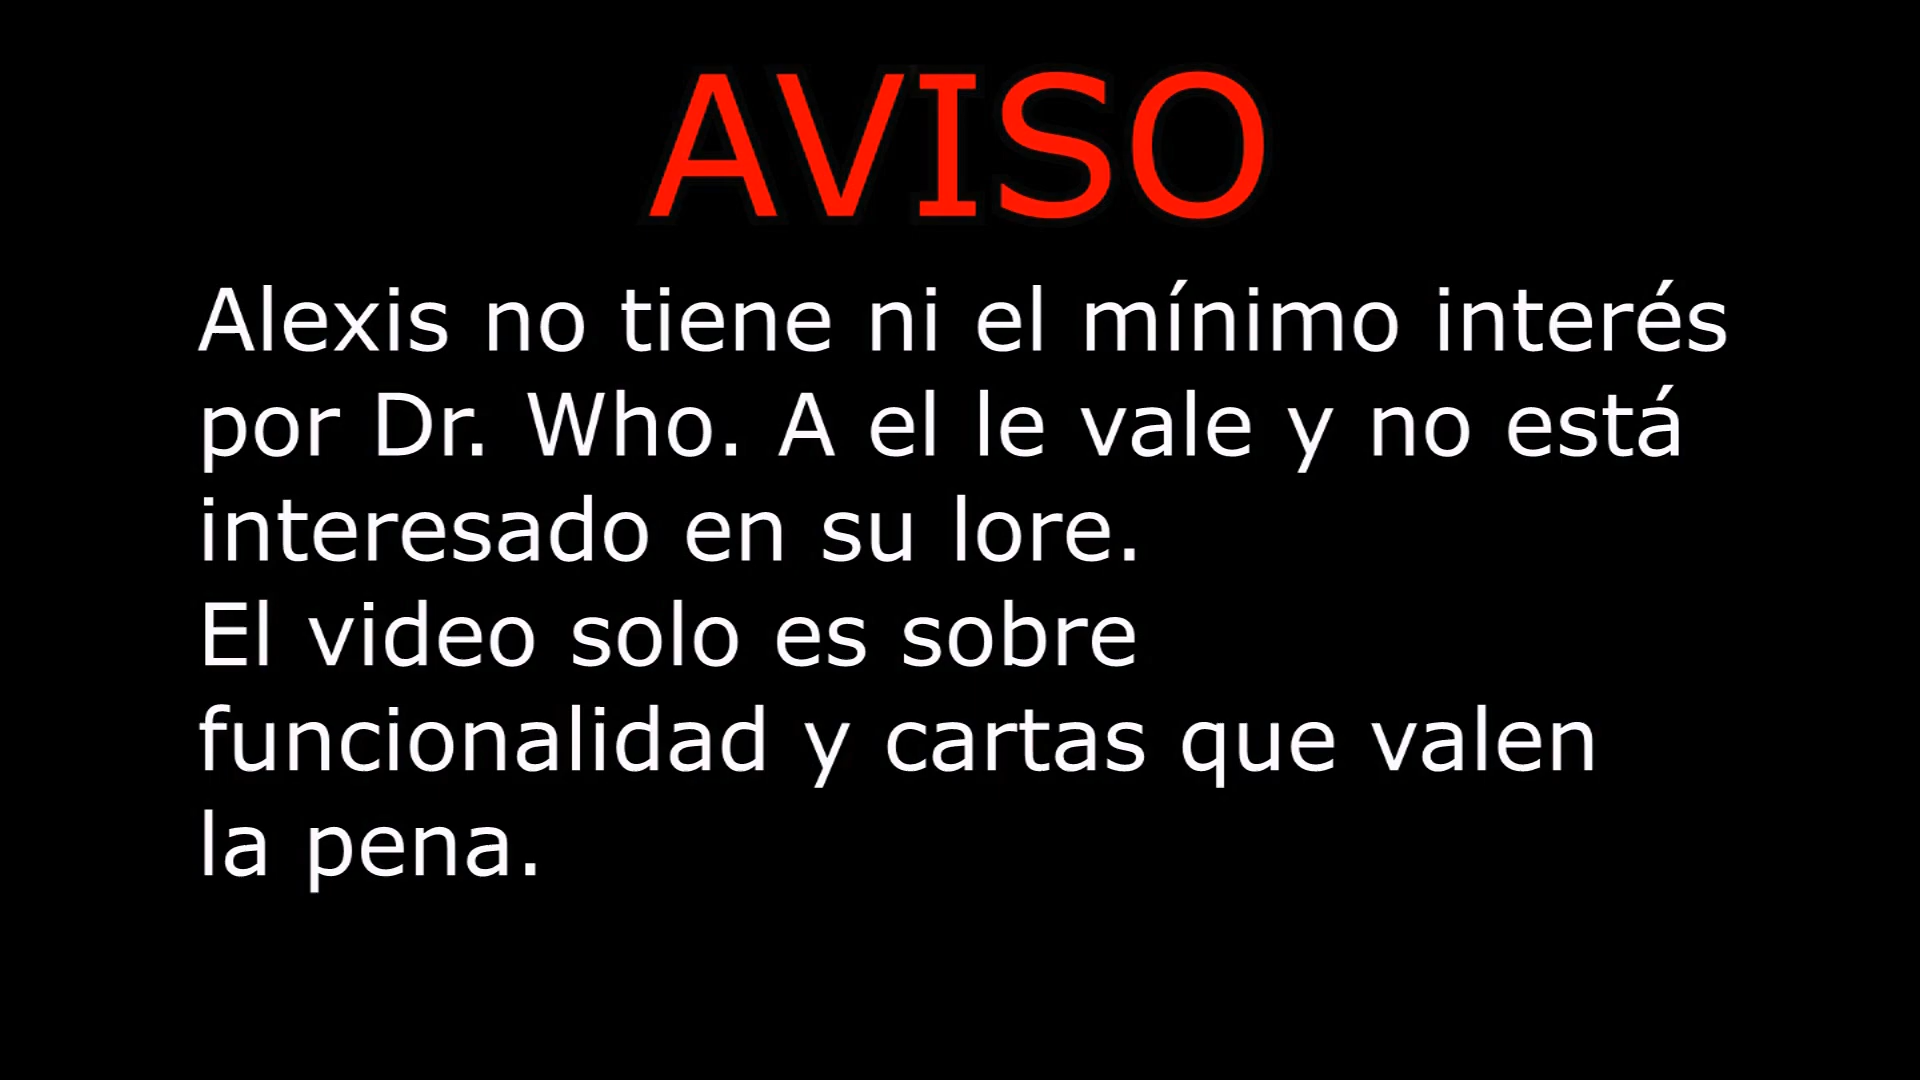 AVISO
Alexis no tiene ni el mínimo interés
por Dr. Who. A el le vale y no está
interesado en su lore.
El video solo es sobre
funcionalidad y cartas que valen
la pena.